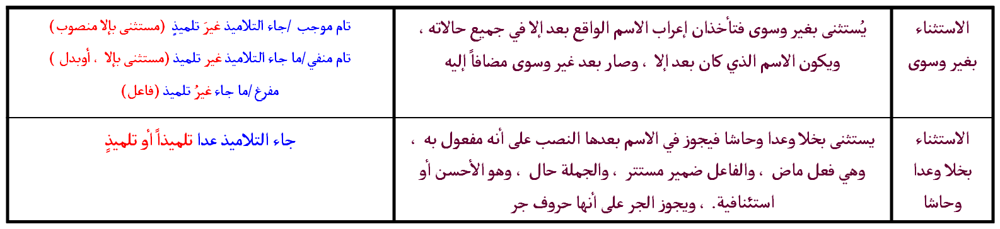 الاستثناء
بغير وسوى
يُستثنى بغير وسوى فتأخذان إعراب الاسم الواقع بعد إلا في جميع حالاته ،
ويكون الاسم الذي كان بعد إلا ، وصار بعد غير وسوى مضافاً إليه
تام موجب /جاء التلاميذ غيرَ تلميذٍ (مستثنى بإلا منصوب)
تام منفي/ما جاء التلاميذ غير تلميذ (مستثنى بإلا ، أوبدل )
مفرغ/ما جاء غيرُ تلميذ (فاعل)
الاستثناء
بخلا وعدا
وحاشا
يستثنى بخلا وعدا وحاشا فيجوز في الاسم بعدها النصب على أنه مفعول به ،
وهي فعل ماض ، والفاعل ضمير مستتر ، والجملة حال ، وهو الأحسن أو
استئنافية. ، ويجوز الجر على أنها حروف جر
جاء التلاميذ عدا تلميذاً أو تلميذٍ